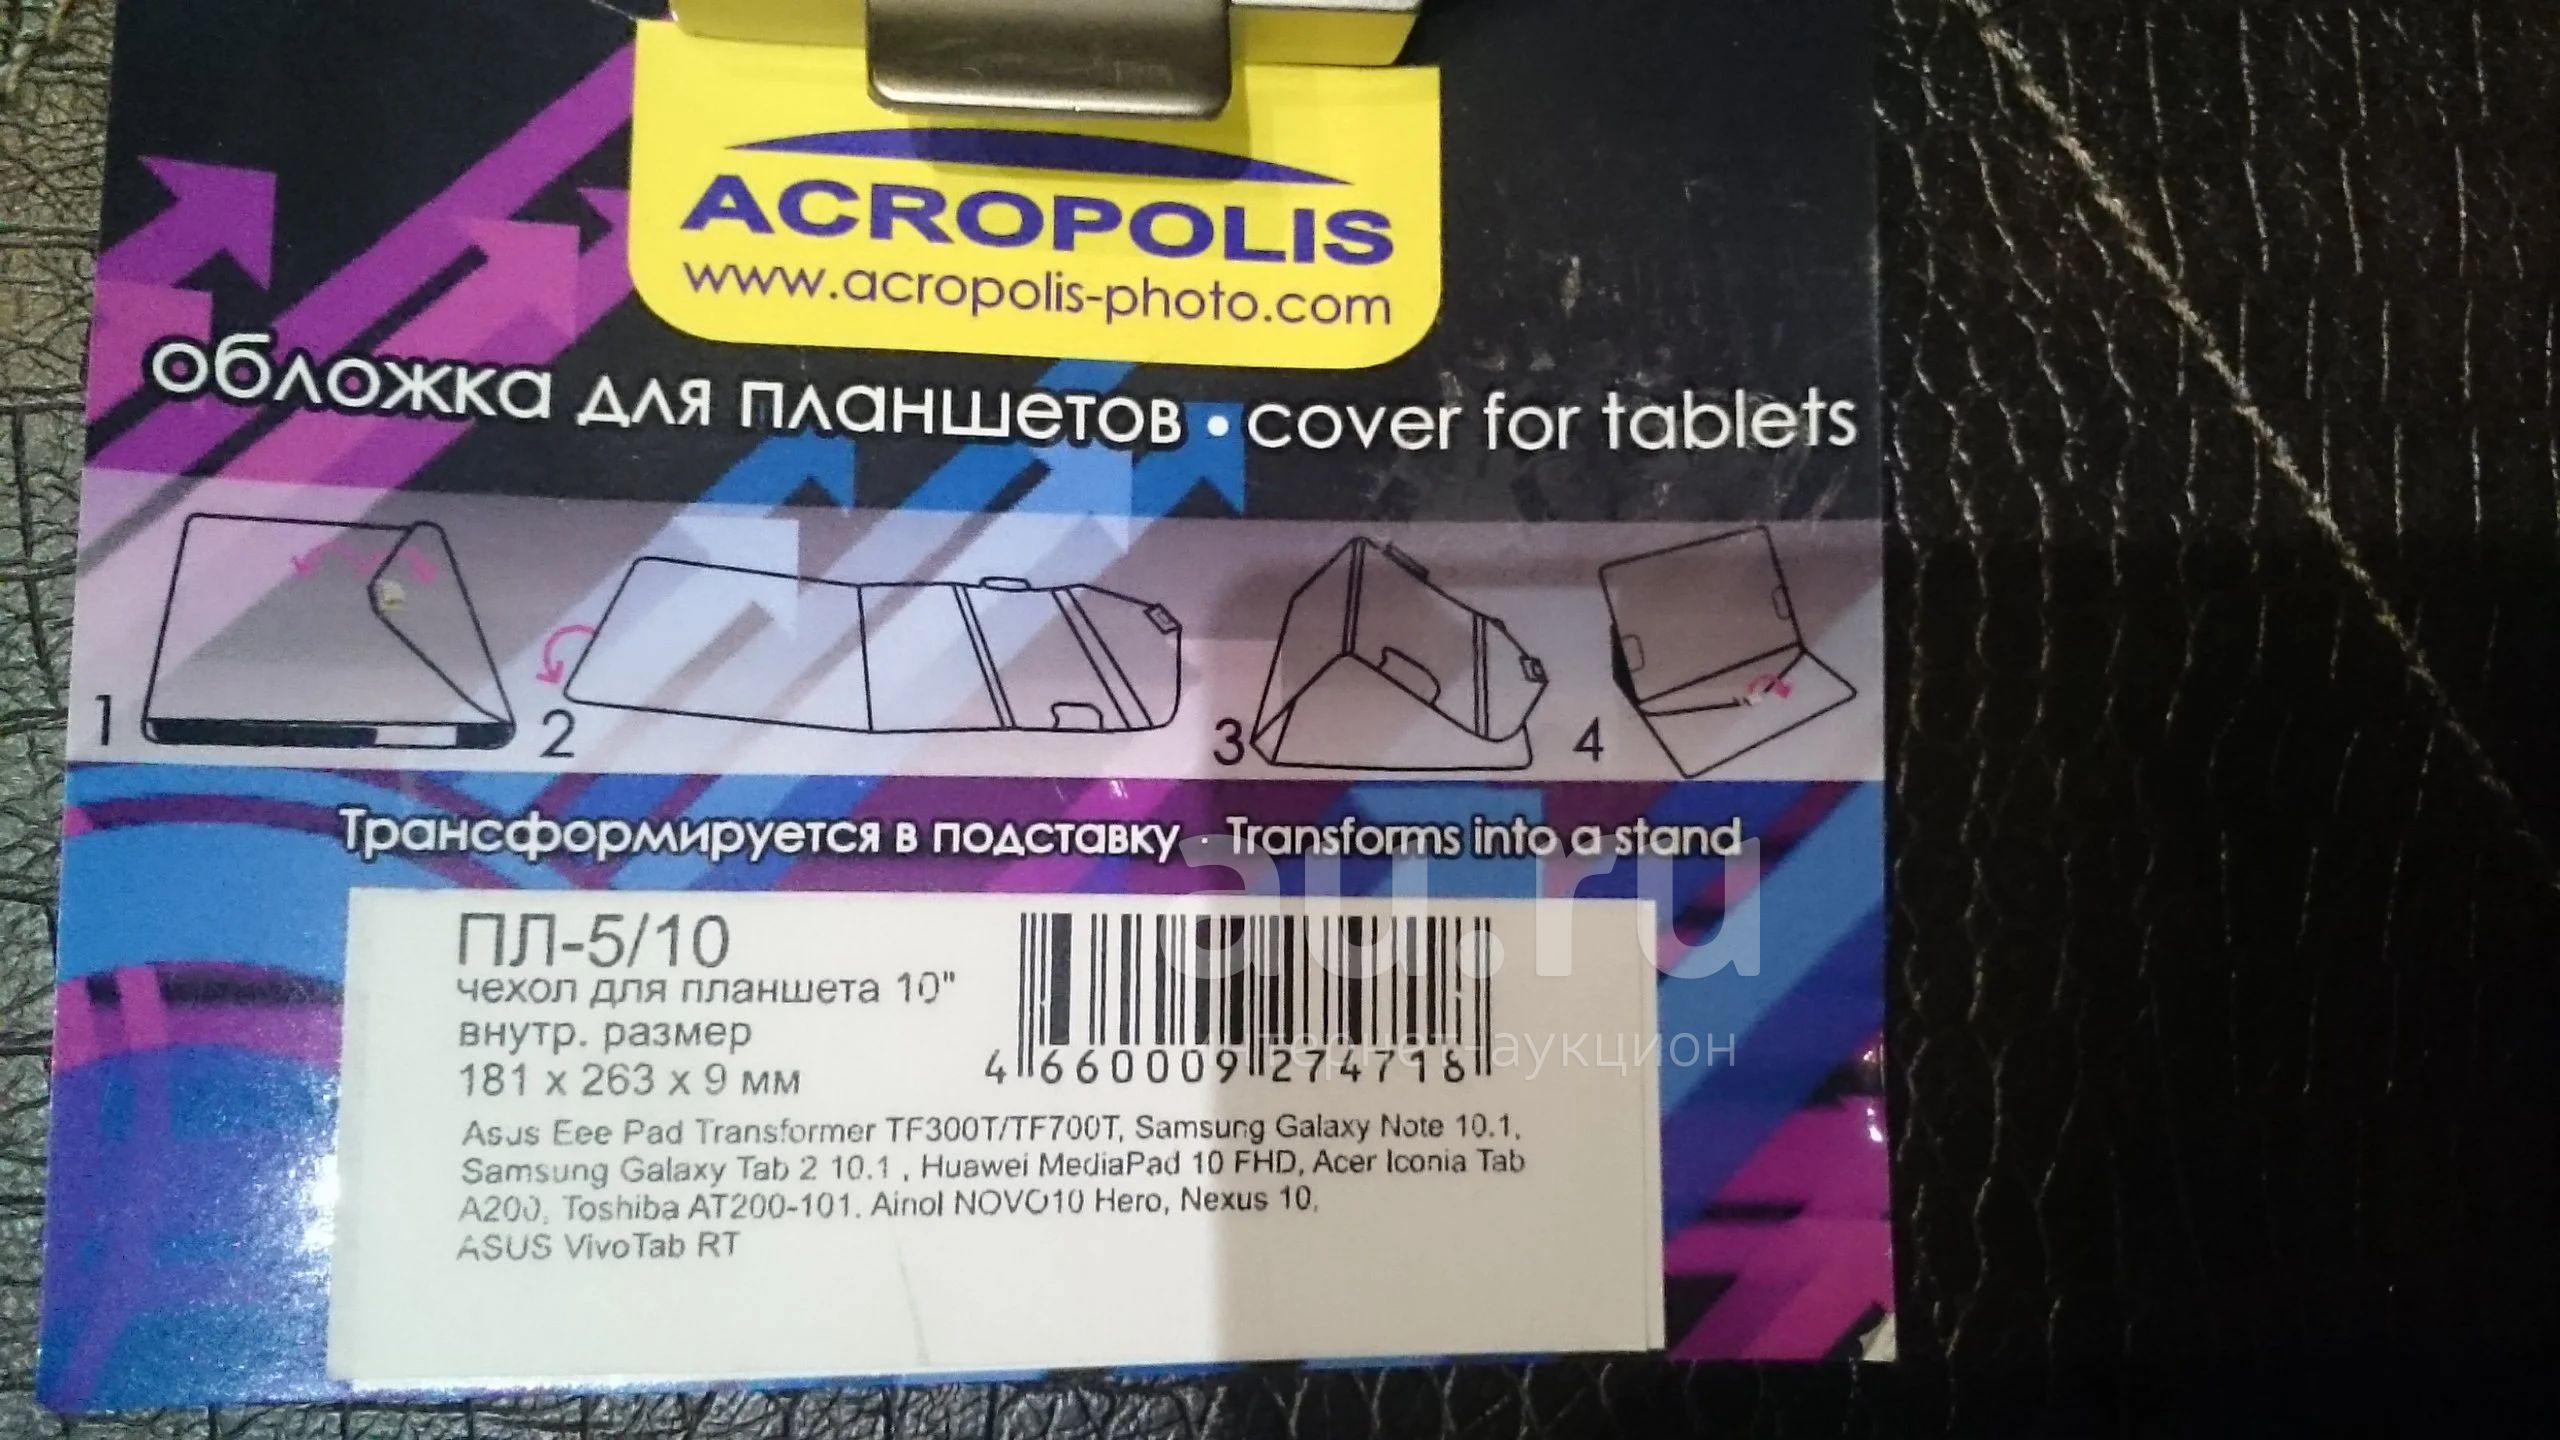 ACROPOLIS
www.acropolis-photo.com
обложка для планшетов • cover for tablets
1
2
3
4
Трансформируется в подставку · Transforms into a stand
au.ru
интернет-аукцион
ПЛ-5/10
чехол для планшета 10"
внутр. размер
181 x 263 x 9 мм
4 660009 274718
Asus Eee Pad Transformer TF300T/TF700T, Samsung Galaxy Note 10.1,
Samsung Galaxy Tab 2 10.1 , Huawei MediaPad 10 FHD, Acer Iconia Tab
A200, Toshiba AT200-101. Ainol NOVO10 Hero, Nexus 10,
ASUS VivoTab RT